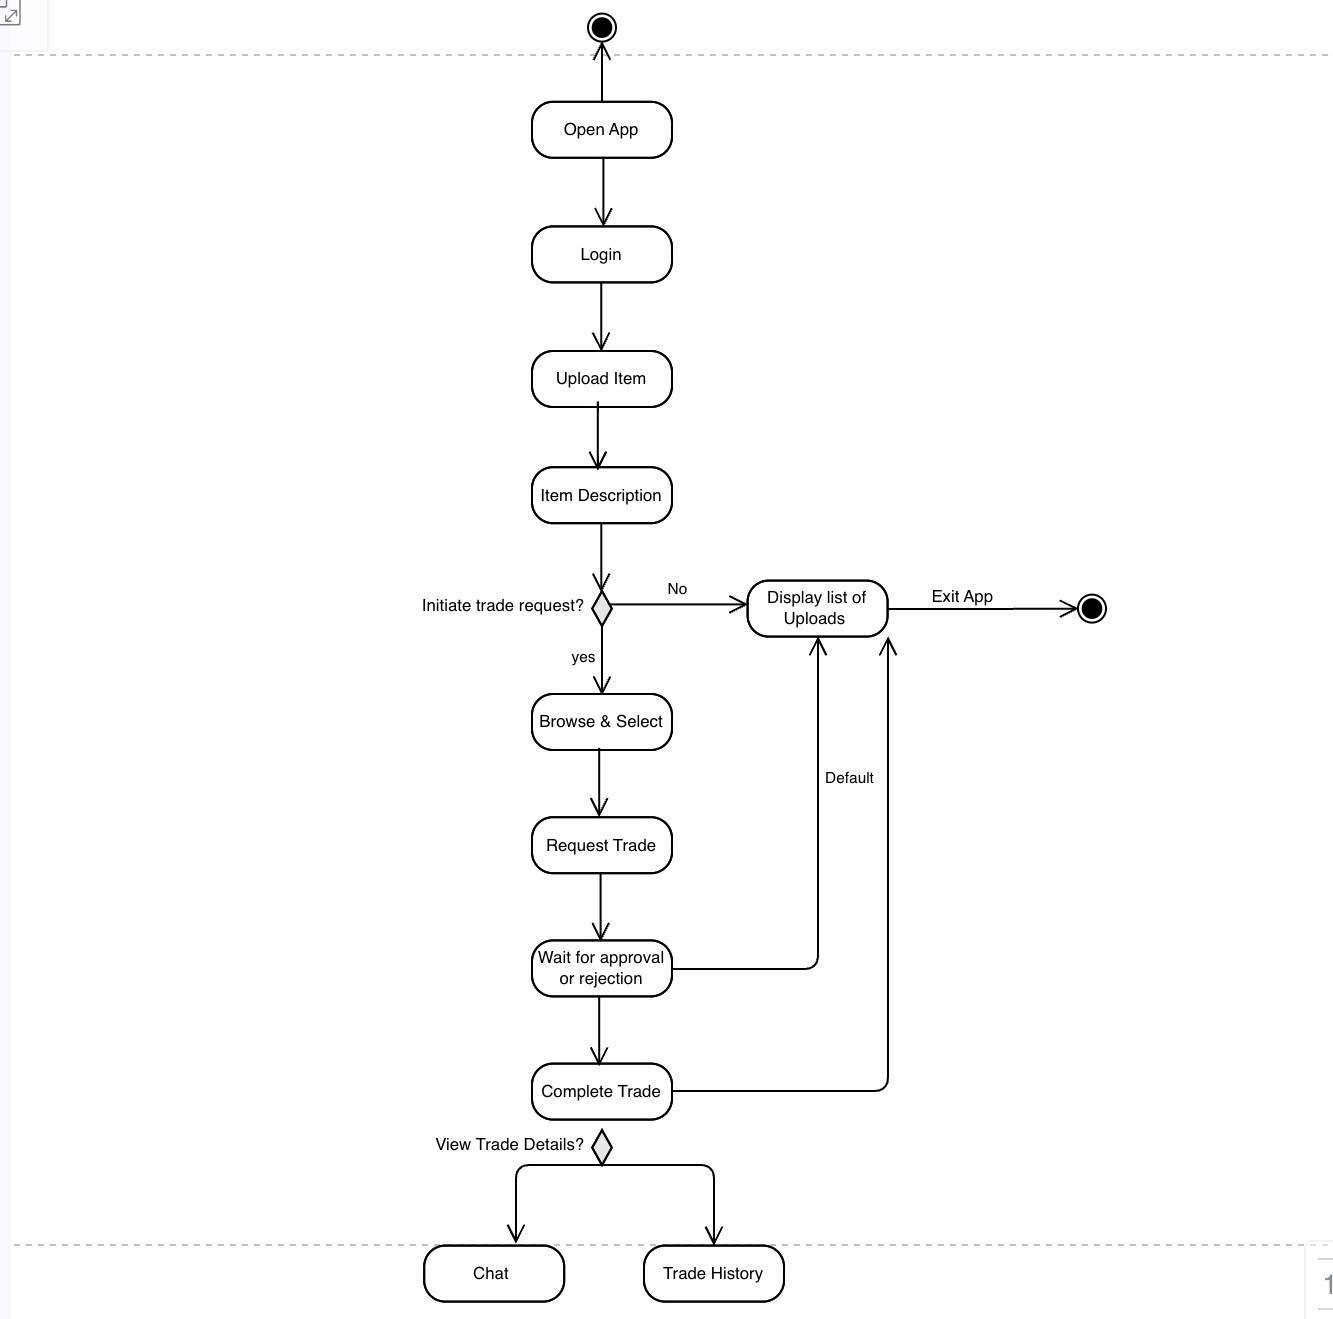 Open App
Login
Upload Item
Item Description
Initiate trade request?
No
Display list of
Uploads
Exit App
yes
Browse & Select
Request Trade
Default
Wait for approval
or rejection
Complete Trade
View Trade Details?
Chat
Trade History
1